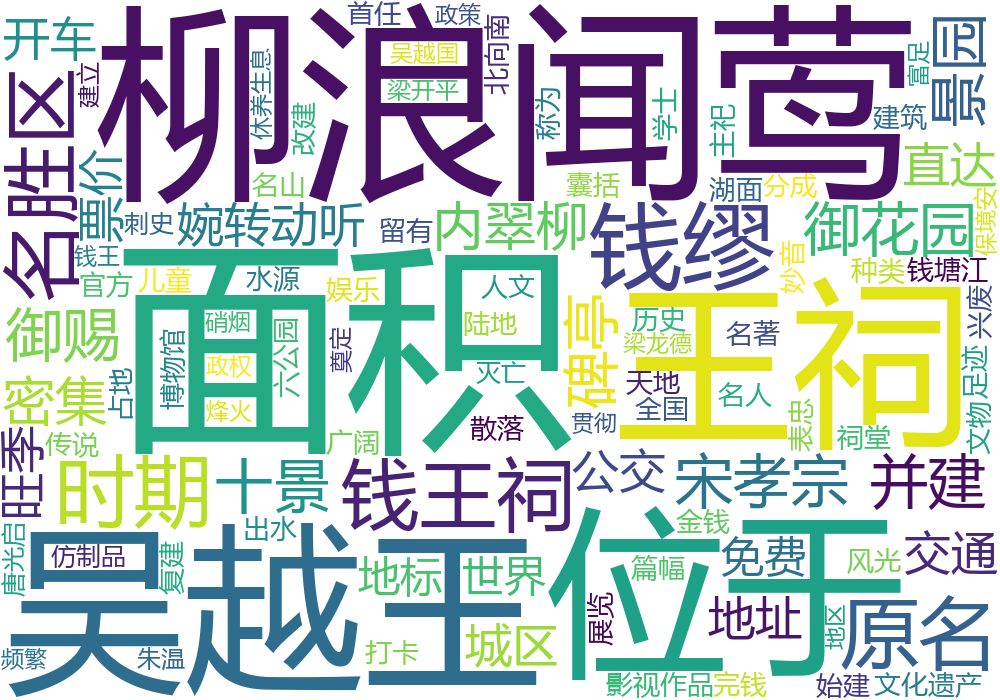 首任
政策
开车
柳浪闻莺
吴越国
北向南
富足
景园
建立
休养生息
梁开平
名胜区
改建
称为
学士
主祀
建筑
直达
票价
名山
囊括
湖面
分成
保境安
刺史
婉转动听
留有
内翠柳
钱缪
御花园
钱王
面积
妙音
官方
儿童
水源
娱乐
人文
种类
钱塘江
王祠
碑亭
兴废
御赐
硝烟
六公园
奠定
陆地
历史
名著
博物馆
梁龙德
文物足迹
政权
灭亡
天地
密集
占地
名人
烽火
全国
表忠
散落
贯彻
传说
广阔
祠堂
旺季
时期
十景
钱王祠
公交
宋孝宗
并建
位于
唐光启
吴越王
出水
金钱
免费
交通
仿制品
复建
地标
世界
篇幅
风光
展览
地址
原名
地区
城区
打卡
频繁
朱温
影视作品
完钱
始建
文化遗产